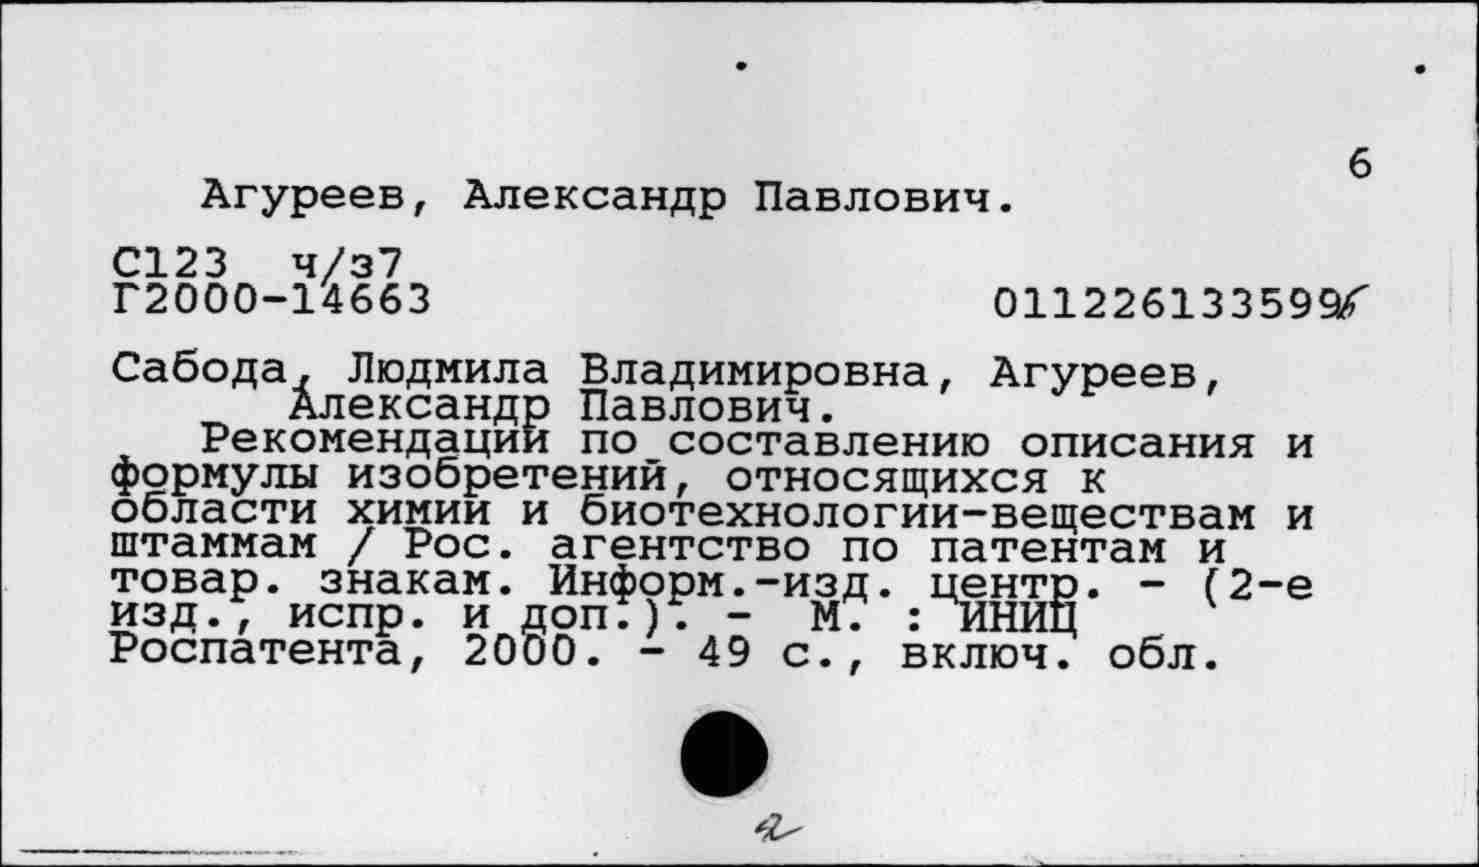 6
Агуреев, Александр Павлович.
С123 ч/з7
Г2000-14663 011226133599
Сабода, Людмила Владимировна, Агуреев,
Александр Павлович.
Рекомендации по составлению описания и
формулы изобретений, относящихся к
области химии и биотехнологии-веществам и
штаммам / Рос. агентство по патентам и
товар. знакам. Информ.-изд. центр. - (2-е
изд., испр. и доп.). - М. : ИНИЦ
Роспатента, 2000. - 49 с., включ. обл.